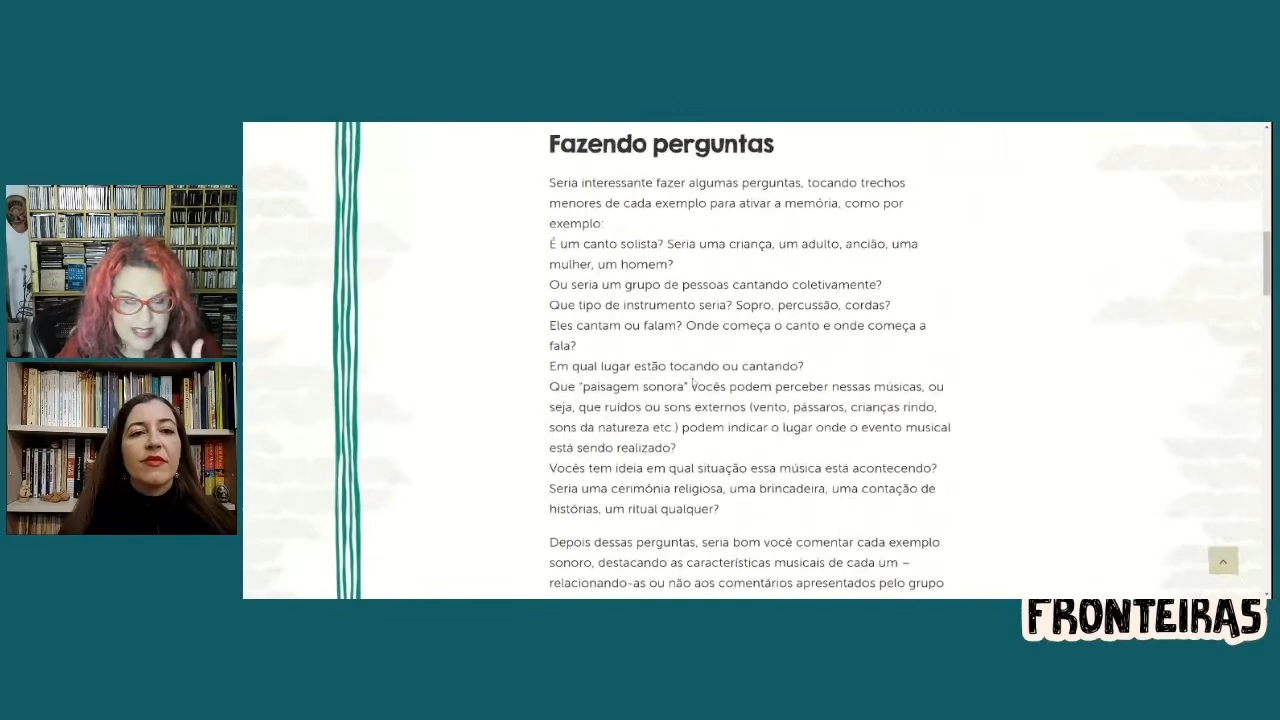 Fazendo perguntas
Seria interessante fazer algumas perguntas, tocando trechos
menores de cada exemplo para ativar a memória, como por
exemplo:
É um canto solista? Seria uma criança, um adulto, ancião, uma
mulher, um homem?
Ou seria um grupo de pessoas cantando coletivamente?
Que tipo de instrumento seria? Sopro, percussão, cordas?
Eles cantam ou falam? Onde começa o canto e onde começa a
fala?
Em qual lugar estão tocando ou cantando?
Que "paisagem sonora" vocês podem perceber nessas músicas, ou
seja, que ruídos ou sons externos (vento, pássaros, crianças rindo,
sons da natureza etc.) podem indicar o lugar onde o evento musical
está sendo realizado?
Vocês tem ideia em qual situação essa música está acontecendo?
Seria uma cerimônia religiosa, uma brincadeira, uma contação de
histórias, um ritual qualquer?
Depois dessas perguntas, seria bom você comentar cada exemplo
sonoro, destacando as características musicais de cada um –
relacionando-as ou não aos comentários apresentados pelo grupo
FRONTEIRAS